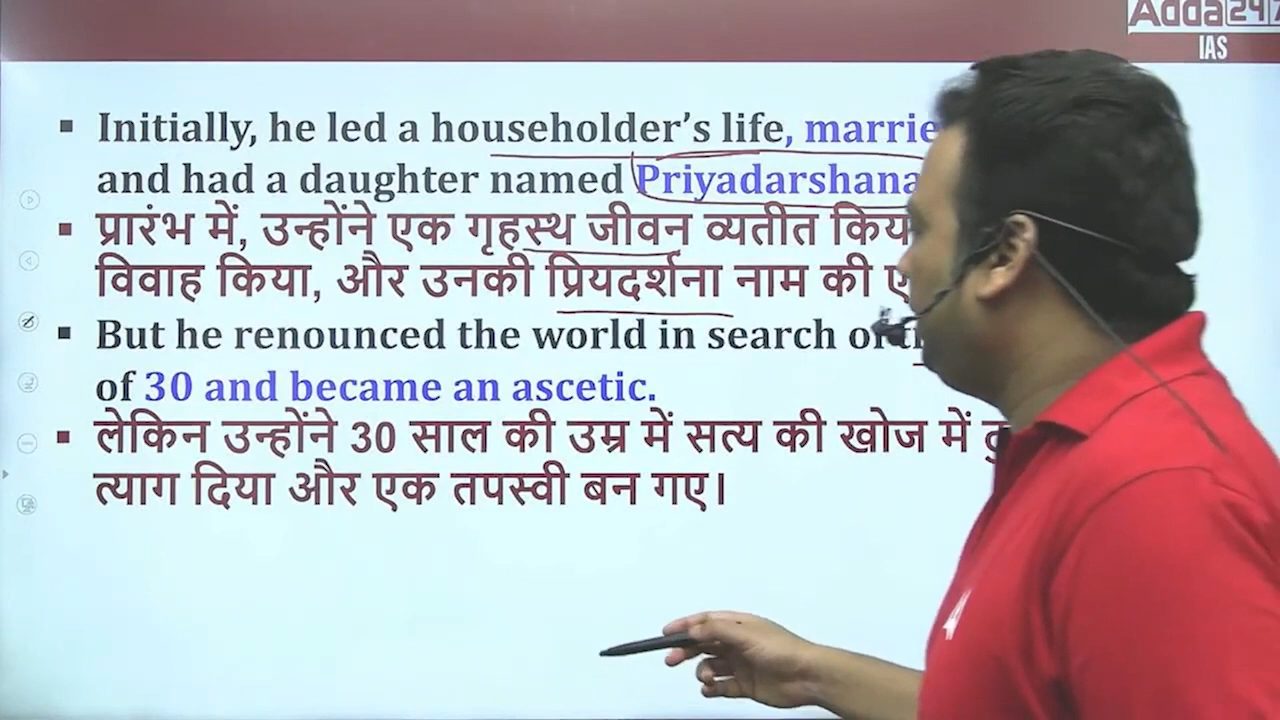 Adda247
IAS
Initially, he led a householder's life, marrie
and had a daughter named Priyadarshana
प्रारंभ में, उन्होंने एक गृहस्थ जीवन व्यतीत किय
विवाह किया, और उनकी प्रियदर्शना नाम की ए
But he renounced the world in search of
of 30 and became an ascetic.
लेकिन उन्होंने 30 साल की उम्र में सत्य की खोज में
त्याग दिया और एक तपस्वी बन गए।